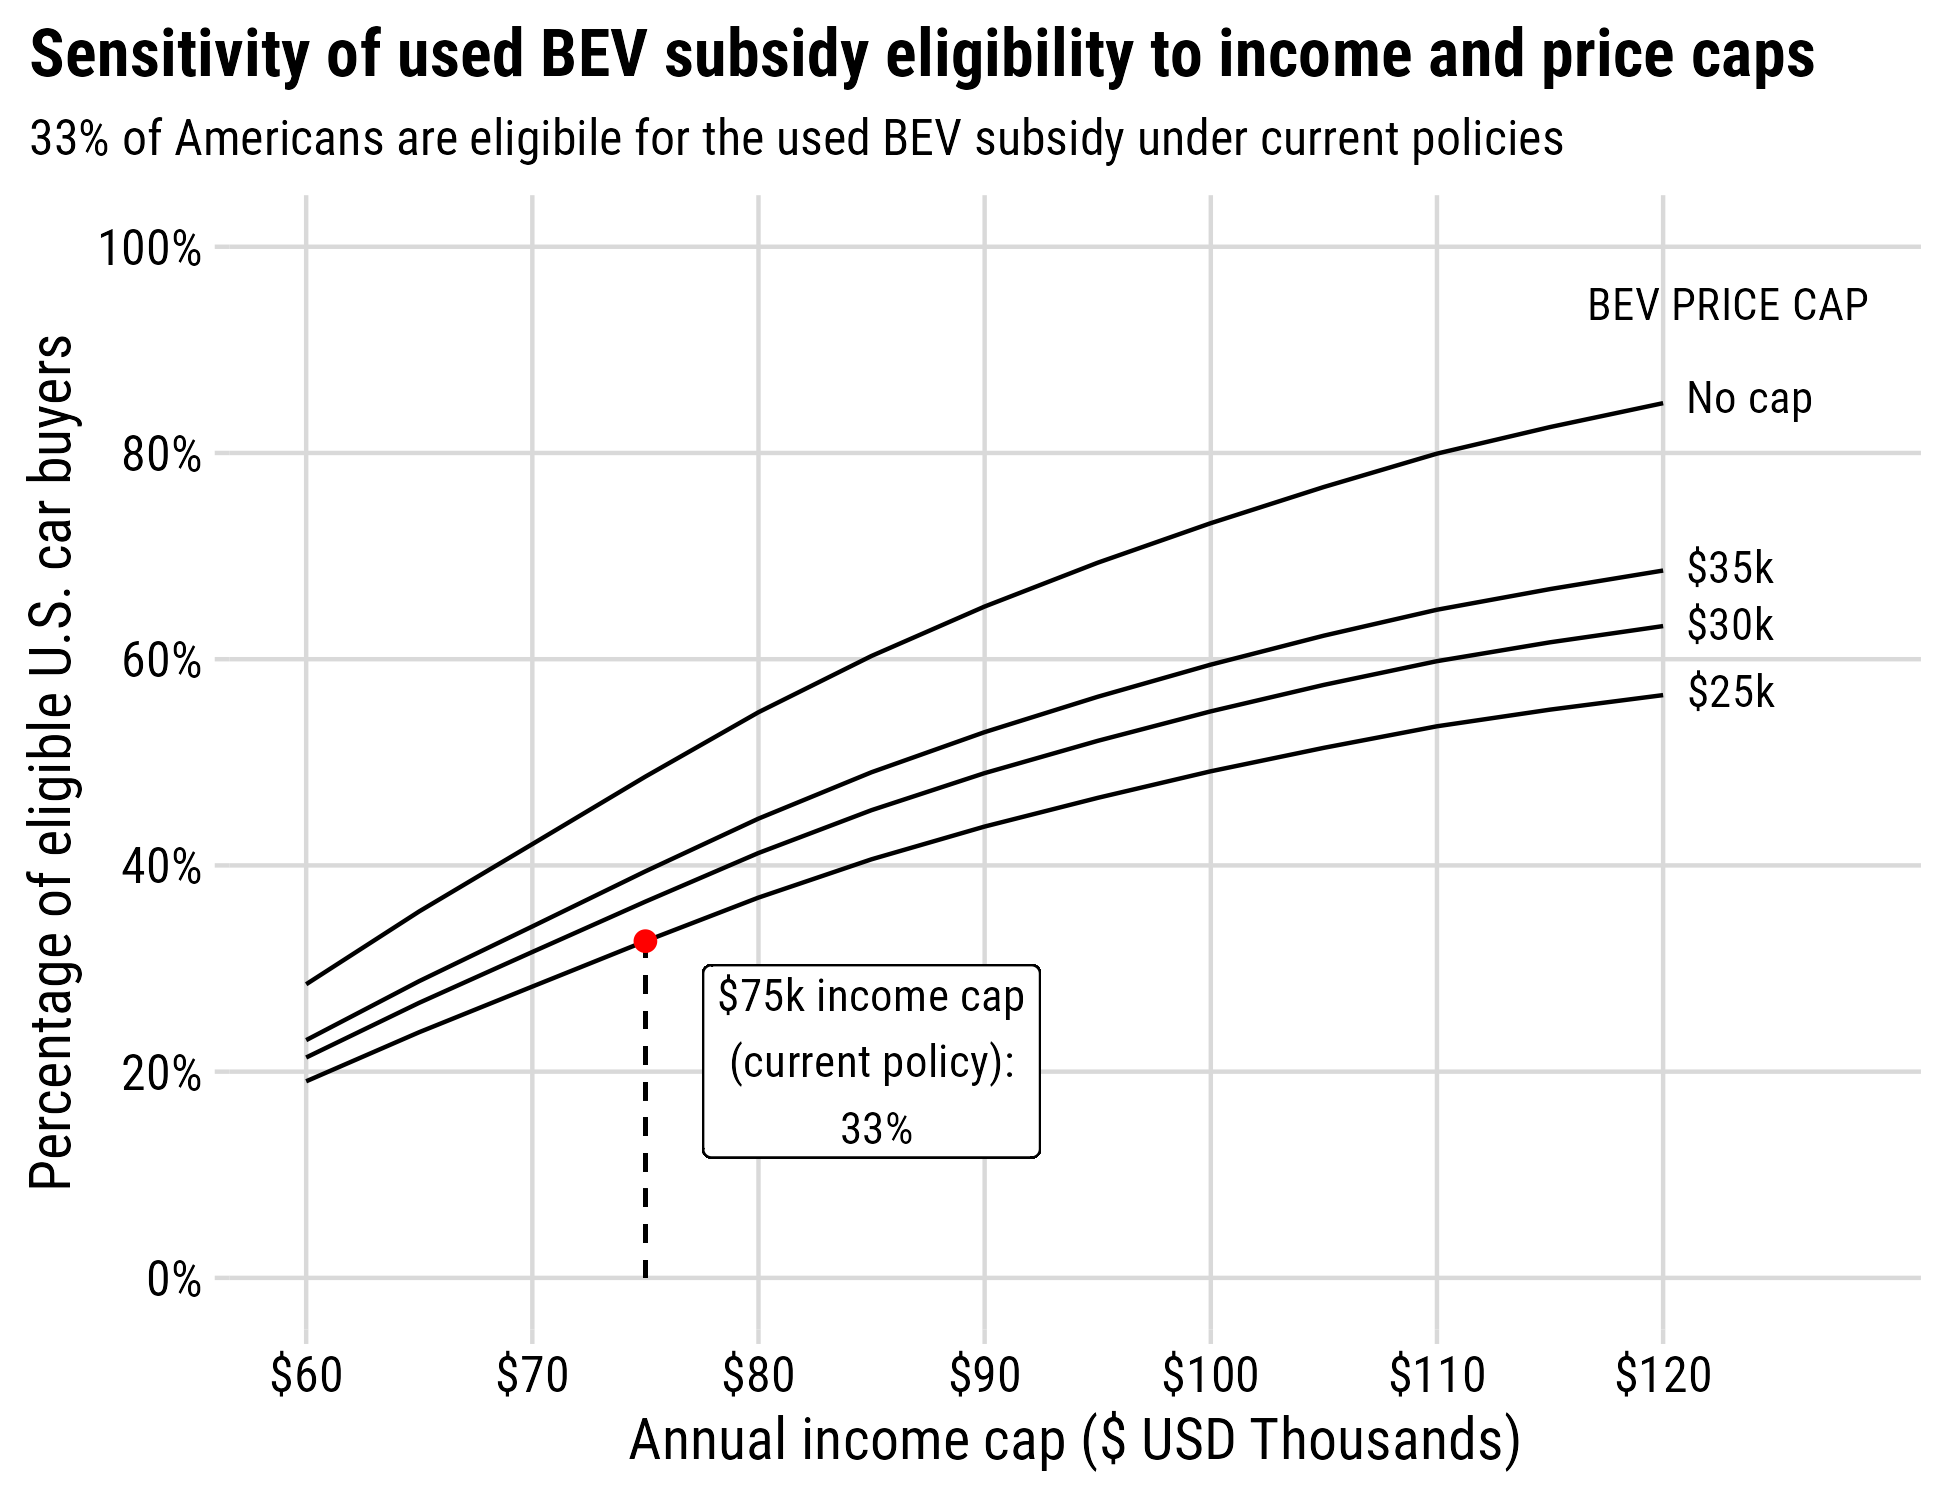 Sensitivity of used BEV subsidy eligibility to income and price caps
33% of Americans are eligibile for the used BEV subsidy under current policies
Percentage of eligible U.S. car buyers
100%
80%
60%
40%
20%
0%
BEV PRICE CAP
No cap
$35k
$30k
$25k
$75k income cap
(current policy):
33%
$60
$70
$80
$90
$100
$110
$120
Annual income cap ($ USD Thousands)